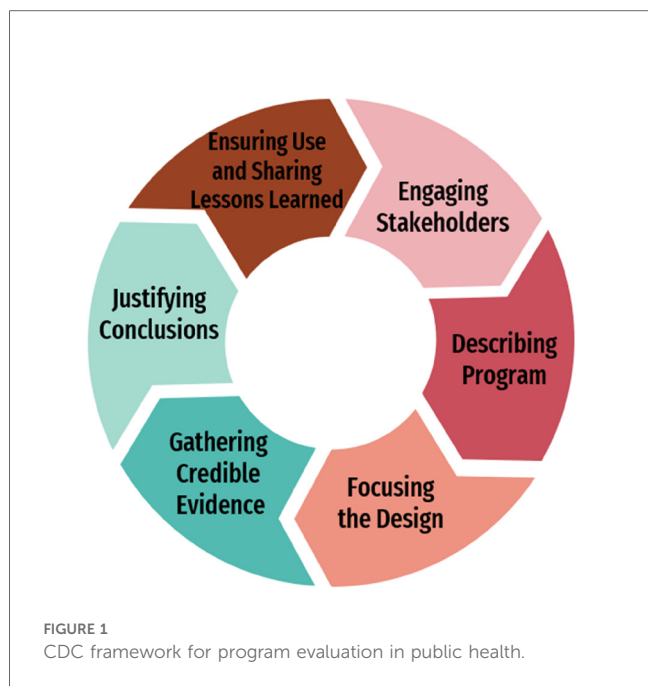 Ensuring Use
and Sharing
Lessons Learned
Engaging
Stakeholders
Describing
Program
Focusing
the Design
Gathering
Credible
Evidence
Justifying
Conclusions
FIGURE 1
CDC framework for program evaluation in public health.